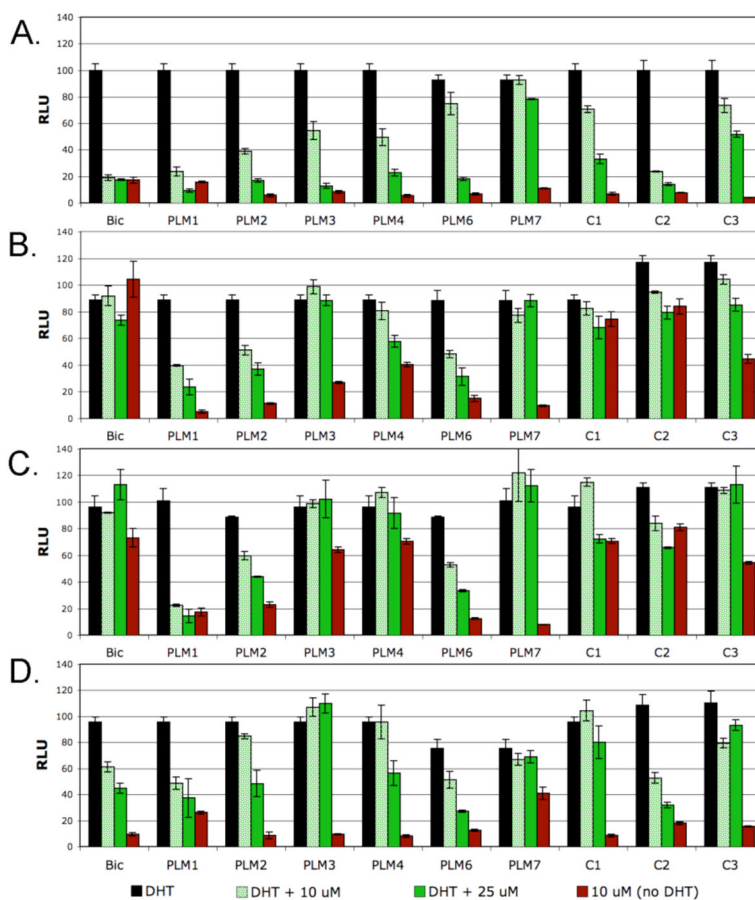 A.
140
120
100
80
60
40
20
0
RLU
Bic PLM1 PLM2 PLM3 PLM4 PLM6 PLM7 C1 C2 C3
B.
140
120
100
80
60
40
20
0
RLU
Bic PLM1 PLM2 PLM3 PLM4 PLM6 PLM7 C1 C2 C3
C.
140
120
100
80
60
40
20
0
RLU
Bic PLM1 PLM2 PLM3 PLM4 PLM6 PLM7 C1 C2 C3
D.
140
120
100
80
60
40
20
0
RLU
Bic PLM1 PLM2 PLM3 PLM4 PLM6 PLM7 C1 C2 C3
DHT DHT + 10 uM DHT + 25 uM 10 uM (no DHT)